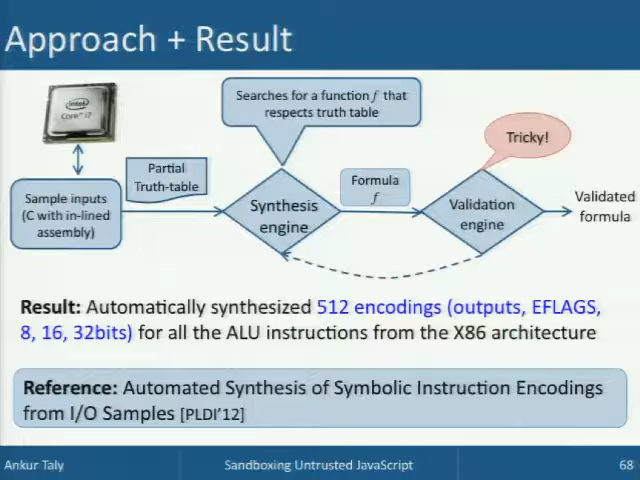 Approach + Result
Searches for a function f that
respects truth table
intel
Core i7
Tricky!
Partial
Truth-table
Formula
f
Sample inputs
(C with in-lined
assembly)
Synthesis
engine
Validation
engine
Validated
formula
Result: Automatically synthesized 512 encodings (outputs, EFLAGS,
8, 16, 32bits) for all the ALU instructions from the X86 architecture
Reference: Automated Synthesis of Symbolic Instruction Encodings
from I/O Samples [PLDI'12]
Ankur Taly
Sandboxing Untrusted JavaScript
68